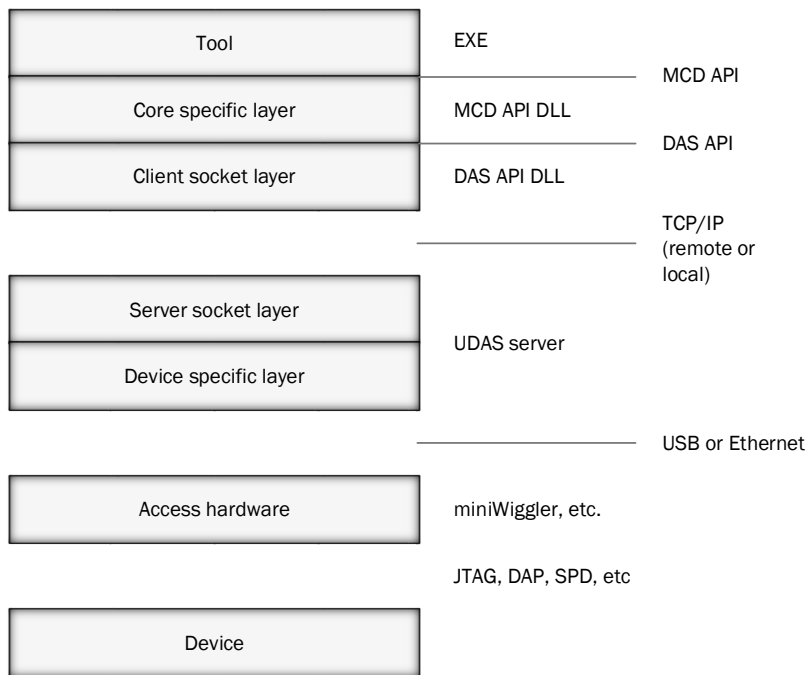 Tool
EXE
MCD API
Core specific layer
MCD API DLL
DAS API
Client socket layer
DAS API DLL
TCP/IP
(remote or
local)
Server socket layer
UDAS server
Device specific layer
USB or Ethernet
Access hardware
miniWiggler, etc.
JTAG, DAP, SPD, etc
Device